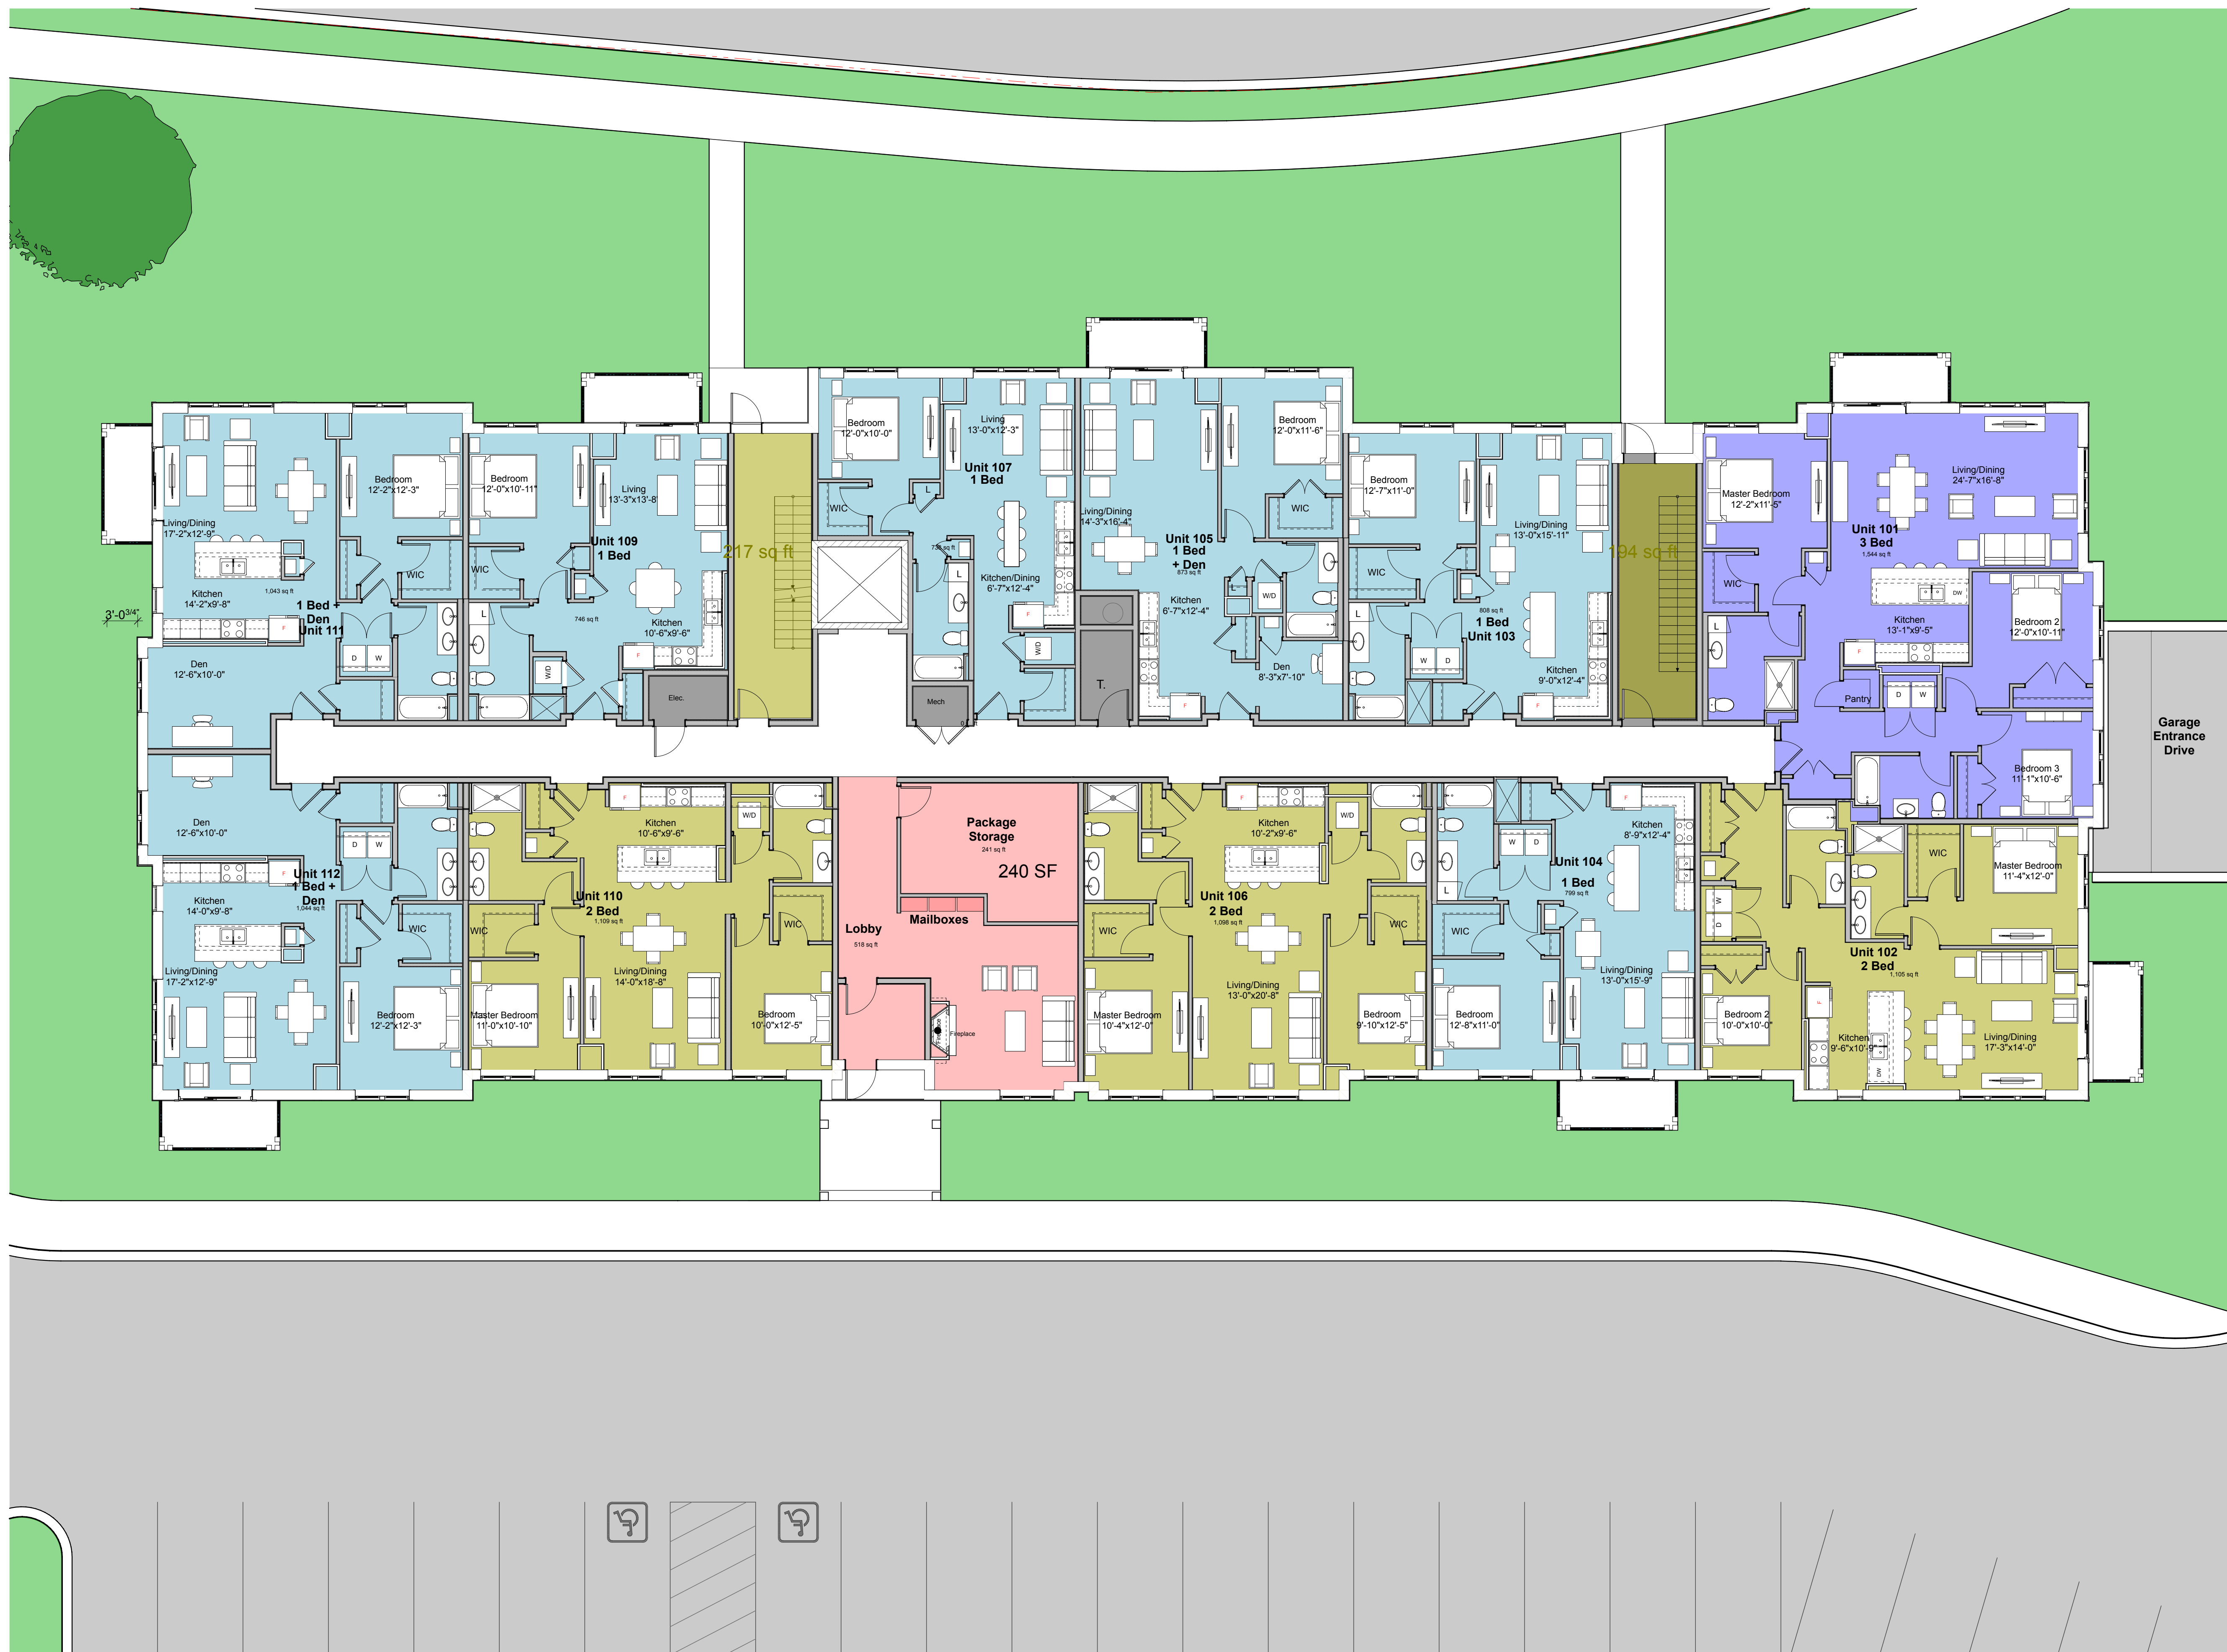 Living/Dining
17'-2"x12'-9"
Kitchen
14'-2"x9'-8"
1,043 sq ft
1 Bed +
Den
Unit 111
Bedroom
12'-2"x12'-3"
WIC
D
W
F
Den
12'-6"x10'-0"
3'-0 3/4"
Bedroom
12'-0"x10'-11"
WIC
L
W/D
Living
13'-3"x13'-8'
Unit 109
1 Bed
746 sq ft
Kitchen
10'-6"x9'-6"
F
Elec.
217 sq ft
Bedroom
12'-0"x10'-0"
WIC
L
Living
13'-0"x12'-3"
Unit 107
1 Bed
L
Kitchen/Dining
6'-7"x12'-4"
F
W/D
Mech
Living/Dining
14'-3"x16'-4"
Unit 105
1 Bed
+ Den
873 sq ft
Bedroom
12'-0"x11'-6"
WIC
L
W/D
Kitchen
6'-7"x12'-4"
Den
8'-3"x7'-10"
F
T.
Bedroom
12'-7"x11'-0"
WIC
L
W
D
Living/Dining
13'-0"x15'-11"
808 sq ft
1 Bed
Unit 103
Kitchen
9'-0"x12'-4"
F
194 sq ft
Master Bedroom
12'-2"x11'-5"
WIC
L
Living/Dining
24'-7"x16'-8"
Unit 101
3 Bed
1,544 sq ft
DW
Kitchen
13'-1"x9'-5"
F
Bedroom 2
12'-0"x10'-11"
Pantry
D
W
Bedroom 3
11'-1"x10'-6"
Garage
Entrance
Drive
Den
12'-6"x10'-0"
D
W
F
Unit 112
1 Bed +
Den
1,044 sq ft
Kitchen
14'-0"x9'-8"
WIC
Living/Dining
17'-2"x12'-9"
Bedroom
12'-2"x12'-3"
F
Kitchen
10'-6"x9'-6"
W/D
Unit 110
2 Bed
1,109 sq ft
WIC
WIC
Living/Dining
14'-0"x18'-8"
Master Bedroom
11'-0"x10'-10"
Bedroom
10'-0"x12'-5"
Package
Storage
241 sq ft
240 SF
Mailboxes
Lobby
518 sq ft
Fireplace
F
Kitchen
10'-2"x9'-6"
W/D
Unit 106
2 Bed
1,098 sq ft
WIC
WIC
Living/Dining
13'-0"x20'-8"
Master Bedroom
10'-4"x12'-0"
Bedroom
9'-10"x12'-5"
F
Kitchen
8'-9"x12'-4"
W
D
L
Unit 104
1 Bed
799 sq ft
WIC
Living/Dining
13'-0"x15'-9"
Bedroom
12'-8"x11'-0"
WIC
Master Bedroom
11'-4"x12'-0"
W
D
Unit 102
2 Bed
1,105 sq ft
F
Bedroom 2
10'-0"x10'-0"
Kitchen
9'-6"x10'-9"
DW
Living/Dining
17'-3"x14'-0"